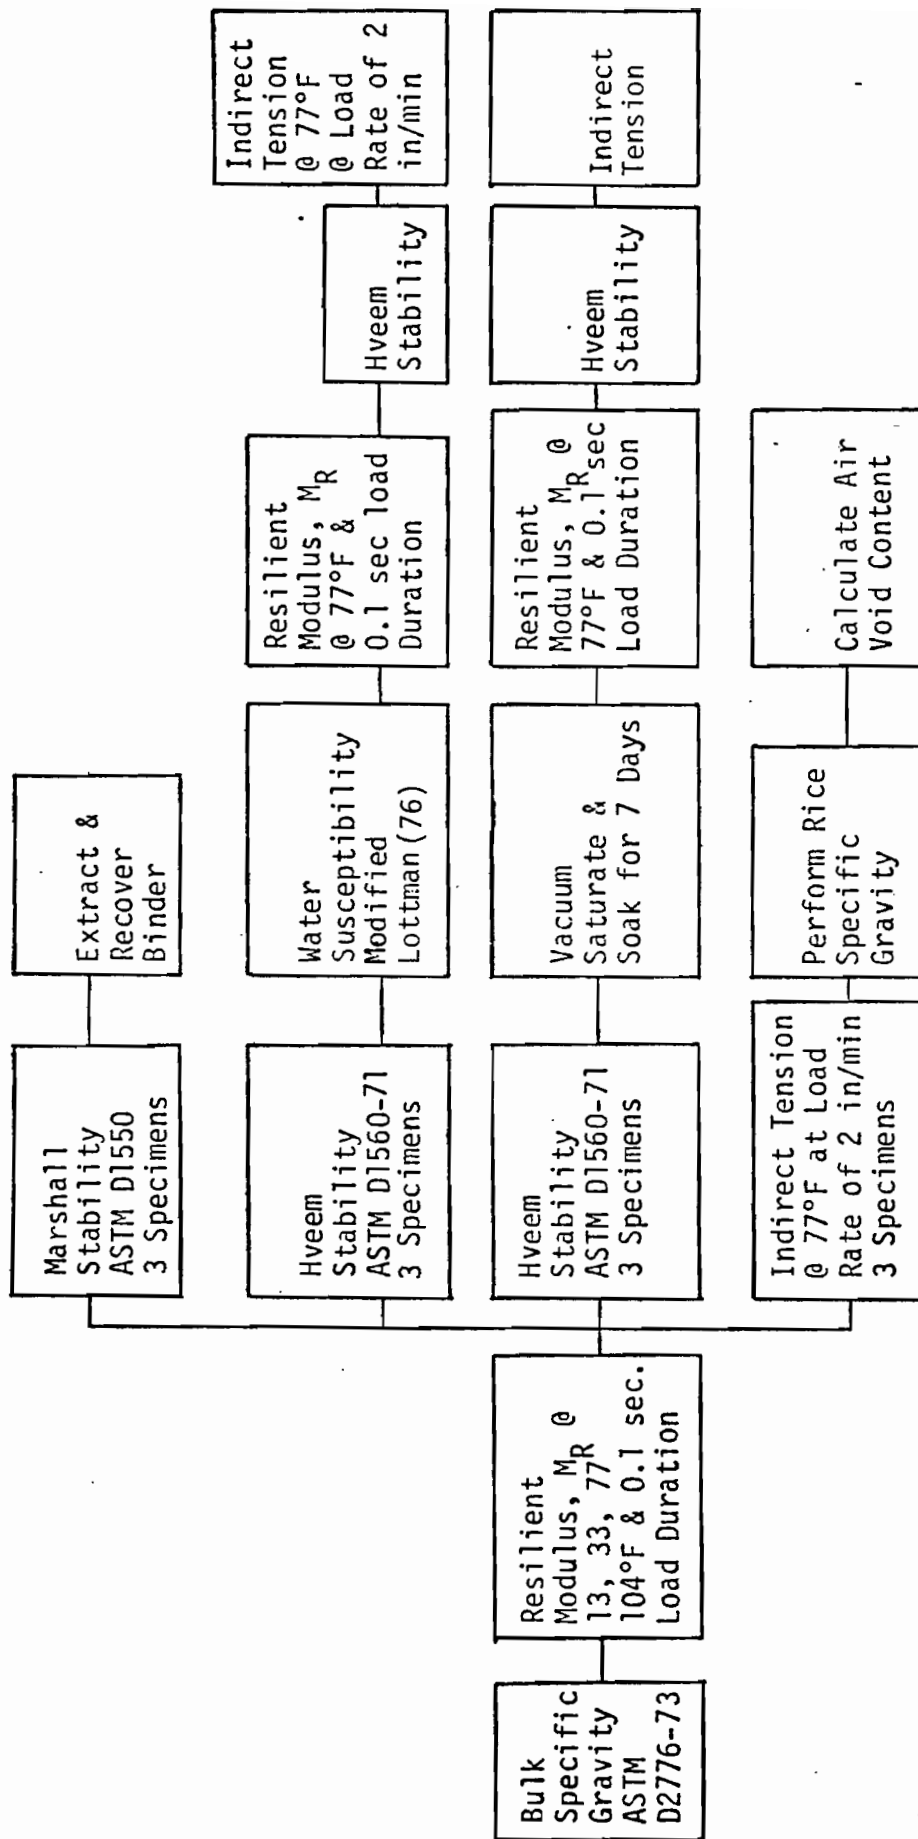 Bulk
Specific
Gravity
ASTM
D2776-73
Resilient
Modulus, MR @
13, 33, 77
104°F & 0.1 sec.
Load Duration
Marshall
Stability
ASTM D1550
3 Specimens
Extract &
Recover
Binder
Hveem
Stability
ASTM D1560-71
3 Specimens
Water
Susceptibility
Modified
Lottman(76)
Resilient
Modulus, MR
@ 77°F &
0.1 sec load
Duration
Hveem
Stability
Indirect
Tension
@ 77°F
@ Load
Rate of 2
in/min
Hveem
Stability
ASTM D1560-71
3 Specimens
Vacuum
Saturate &
Soak for 7 Days
Resilient
Modulus, MR @
77°F & 0.1 sec
Load Duration
Hveem
Stability
Indirect
Tension
Indirect Tension
@ 77°F at Load
Rate of 2 in/min
3 Specimens
Perform Rice
Specific
Gravity
Calculate Air
Void Content